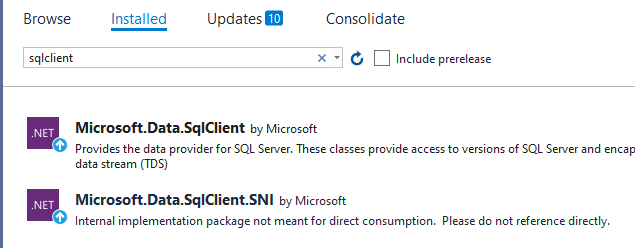 Browse Installed Updates 10 Consolidate
sqlclient Include prerelease
.NET Microsoft.Data.SqlClient by Microsoft
Provides the data provider for SQL Server. These classes provide access to versions of SQL Server and encap
data stream (TDS)
.NET Microsoft.Data.SqlClient.SNI by Microsoft
Internal implementation package not meant for direct consumption. Please do not reference directly.